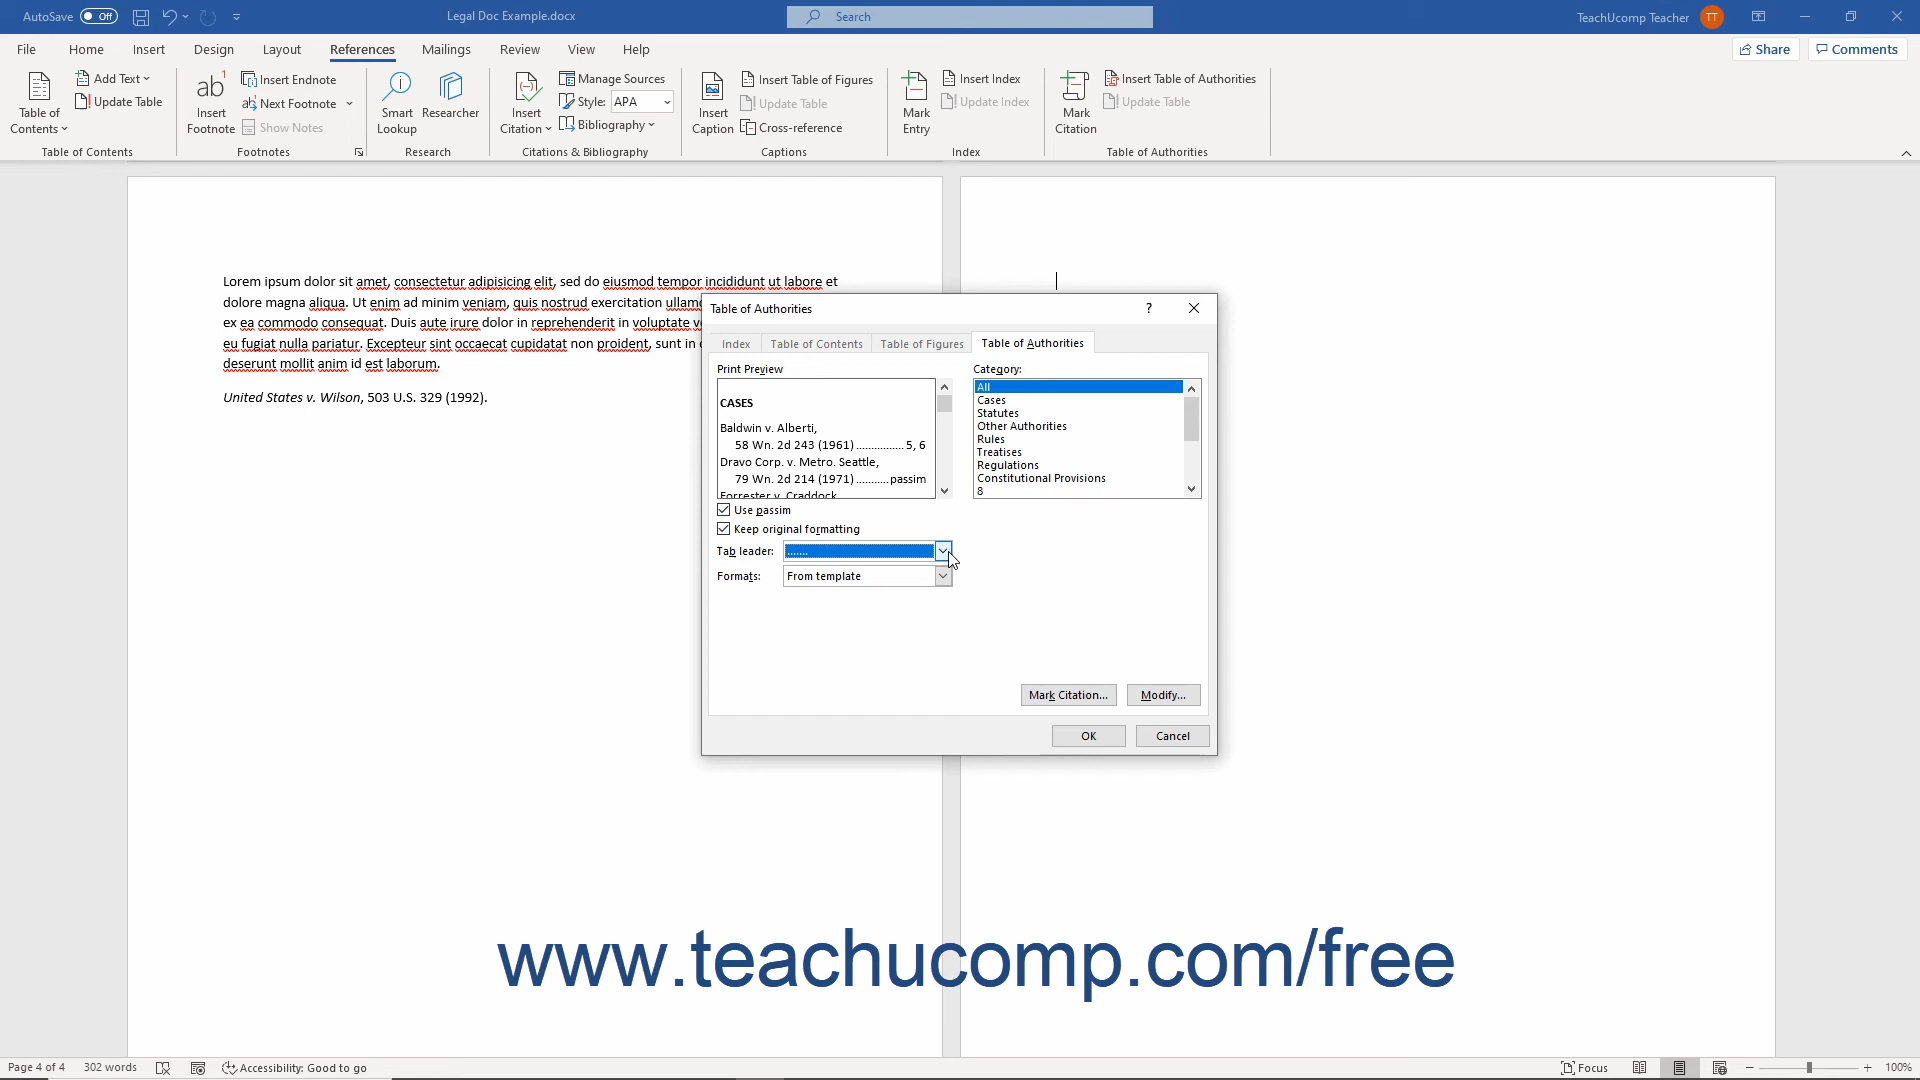 AutoSave Off Legal Doc Example.docx Search TeachUcomp Teacher TT
File Home Insert Design Layout References Mailings Review View Help Share Comments
Table of Contents
Add Text
Update Table
Table of Contents
ab1
Insert Footnote
Insert Endnote
ab Next Footnote
Show Notes
Footnotes
Smart Lookup
Researcher
Research
Insert Citation
Manage Sources
Style: APA
Bibliography
Citations & Bibliography
Insert Caption
Insert Table of Figures
Update Table
Cross-reference
Captions
Mark Entry
Insert Index
Update Index
Index
Mark Citation
Insert Table of Authorities
Update Table
Table of Authorities
Lorem ipsum dolor sit amet, consectetur adipisicing elit, sed do eiusmod tempor incididunt ut labore et
dolore magna aliqua. Ut enim ad minim veniam, quis nostrud exercitation ullamc
ex ea commodo consequat. Duis aute irure dolor in reprehenderit in voluptate v
eu fugiat nulla pariatur. Excepteur sint occaecat cupidatat non proident, sunt in c
deserunt mollit anim id est laborum.
United States v. Wilson, 503 U.S. 329 (1992).
Table of Authorities ?
Index Table of Contents Table of Figures Table of Authorities
Print Preview
CASES
Baldwin v. Alberti,
58 Wn. 2d 243 (1961) ................ 5, 6
Dravo Corp. v. Metro. Seattle,
79 Wn. 2d 214 (1971) ........... passim
Forrester v. Craddock
Category:
All
Cases
Statutes
Other Authorities
Rules
Treatises
Regulations
Constitutional Provisions
8
Use passim
Keep original formatting
Tab leader: .......
Formats: From template
Mark Citation... Modify...
OK Cancel
www.teachucomp.com/free
Page 4 of 4 302 words Accessibility: Good to go Focus 100%